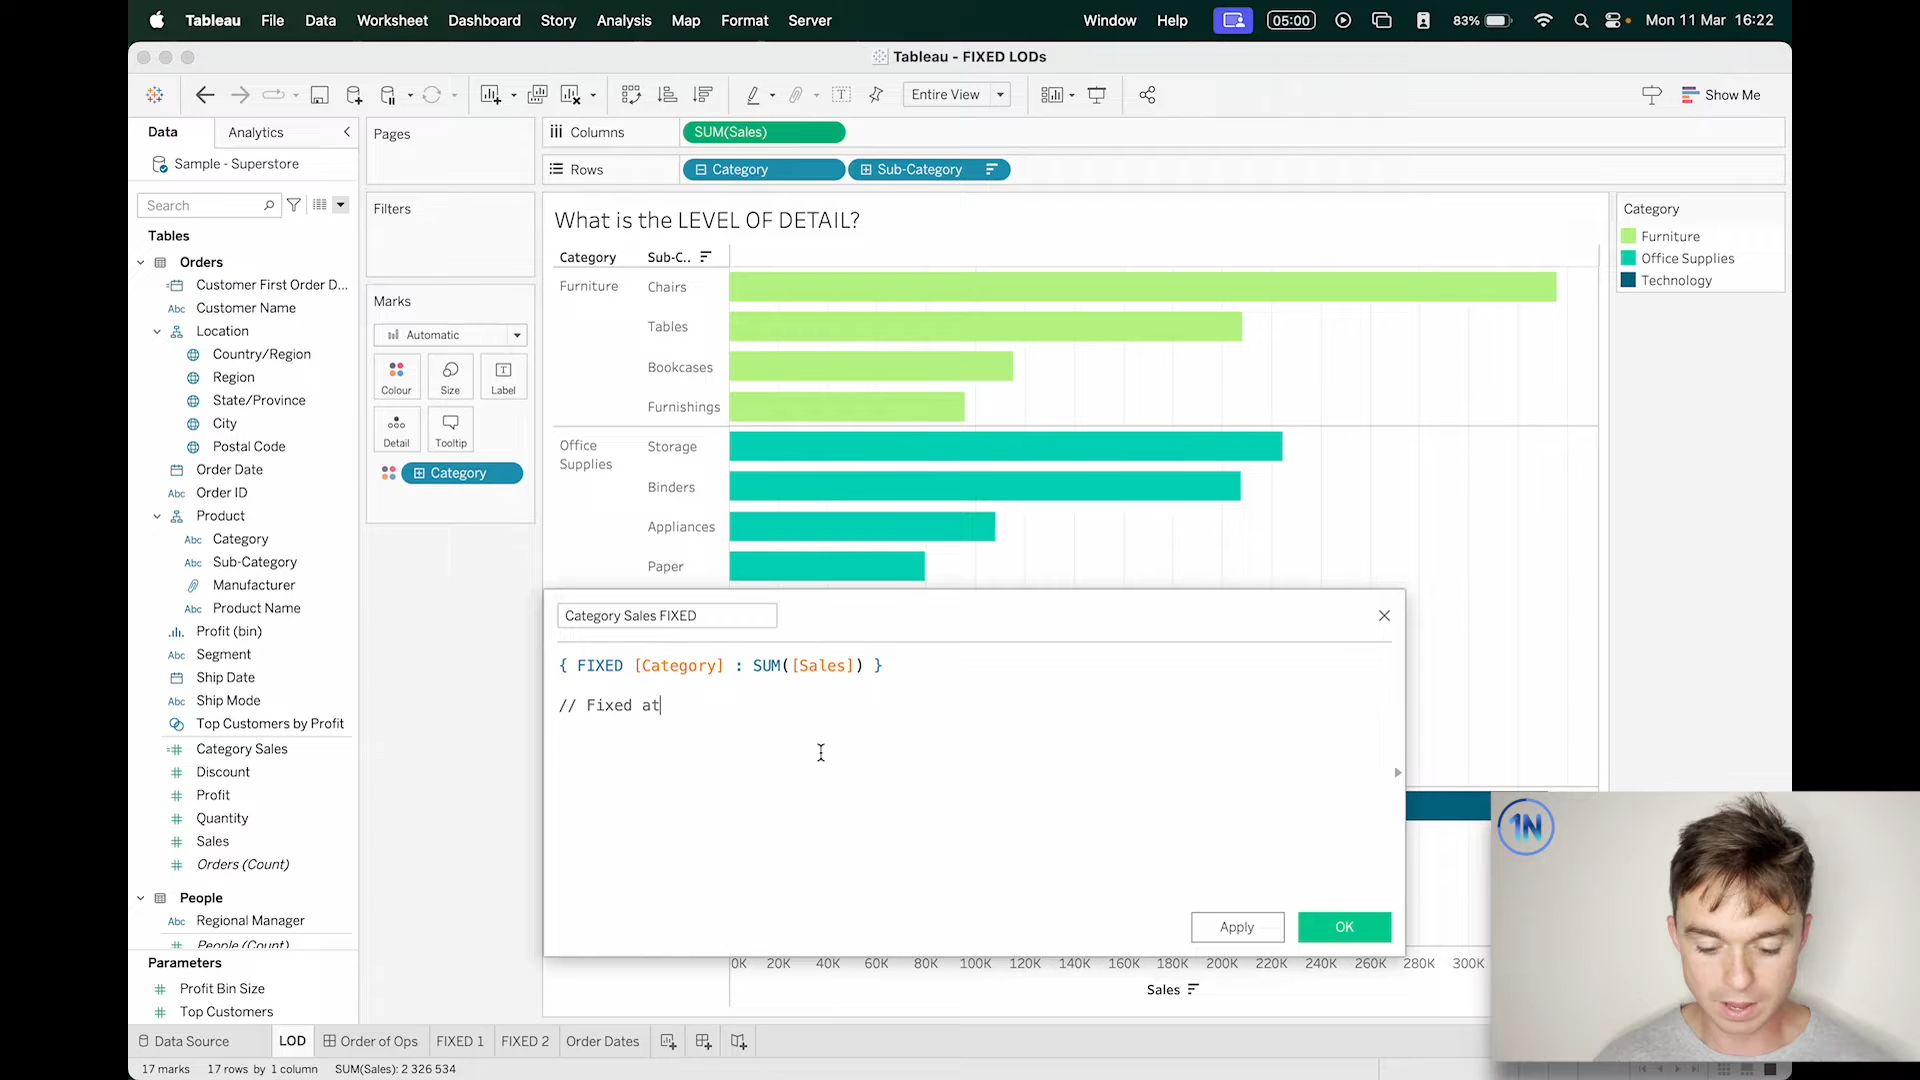 Tableau File Data Worksheet Dashboard Story Analysis Map Format Server Window Help 05:00 83% Mon 11 Mar 16:22
Tableau - FIXED LODs
Entire View Show Me
Data Analytics
Sample - Superstore
Search
Tables
Orders
Customer First Order D...
Abc Customer Name
Location
Country/Region
Region
State/Province
City
Postal Code
Order Date
Abc Order ID
Product
Abc Category
Abc Sub-Category
Manufacturer
Abc Product Name
Profit (bin)
Abc Segment
Ship Date
Abc Ship Mode
Top Customers by Profit
Category Sales
Discount
Profit
Quantity
Sales
Orders (Count)
People
Abc Regional Manager
People (Count)
Parameters
Profit Bin Size
Top Customers
Pages
Filters
Marks
Automatic
Colour Size Label
Detail Tooltip
Category
Columns SUM(Sales)
Rows Category Sub-Category
What is the LEVEL OF DETAIL?
Category Sub-C..
Furniture Chairs
Tables
Bookcases
Furnishings
Office Supplies Storage
Binders
Appliances
Paper
Category
Furniture
Office Supplies
Technology
Category Sales FIXED
{ FIXED [Category] : SUM([Sales]) }
// Fixed at
Apply OK
0K 20K 40K 60K 80K 100K 120K 140K 160K 180K 200K 220K 240K 260K 280K 300K
Sales
1N
Data Source LOD Order of Ops FIXED 1 FIXED 2 Order Dates
17 marks 17 rows by 1 column SUM(Sales): 2 326 534